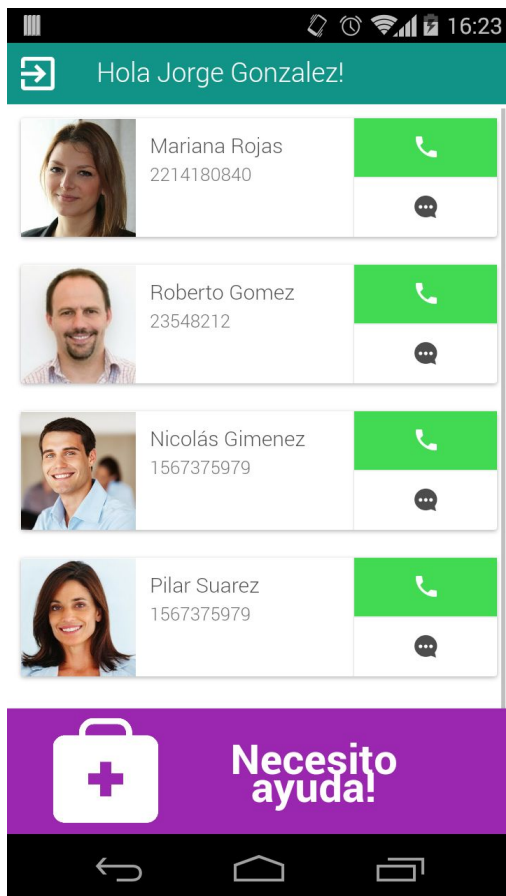 16:23
Hola Jorge Gonzalez!
Mariana Rojas
2214180840
Roberto Gomez
23548212
Nicolás Gimenez
1567375979
Pilar Suarez
1567375979
Necesito
ayuda!